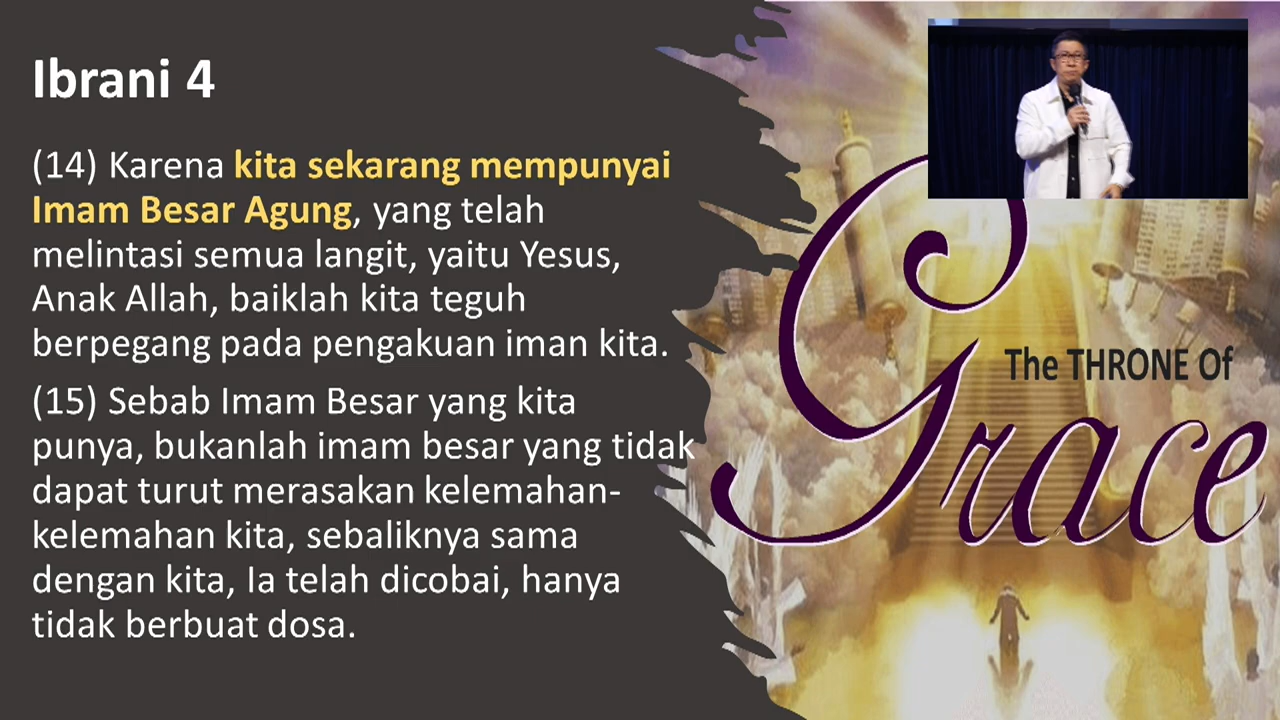 Ibrani 4
(14) Karena kita sekarang mempunyai
Imam Besar Agung, yang telah
melintasi semua langit, yaitu Yesus,
Anak Allah, baiklah kita teguh
berpegang pada pengakuan iman kita.
(15) Sebab Imam Besar yang kita
punya, bukanlah imam besar yang tidak
dapat turut merasakan kelemahan-
kelemahan kita, sebaliknya sama
dengan kita, Ia telah dicobai, hanya
tidak berbuat dosa.
The THRONE Of
Grace